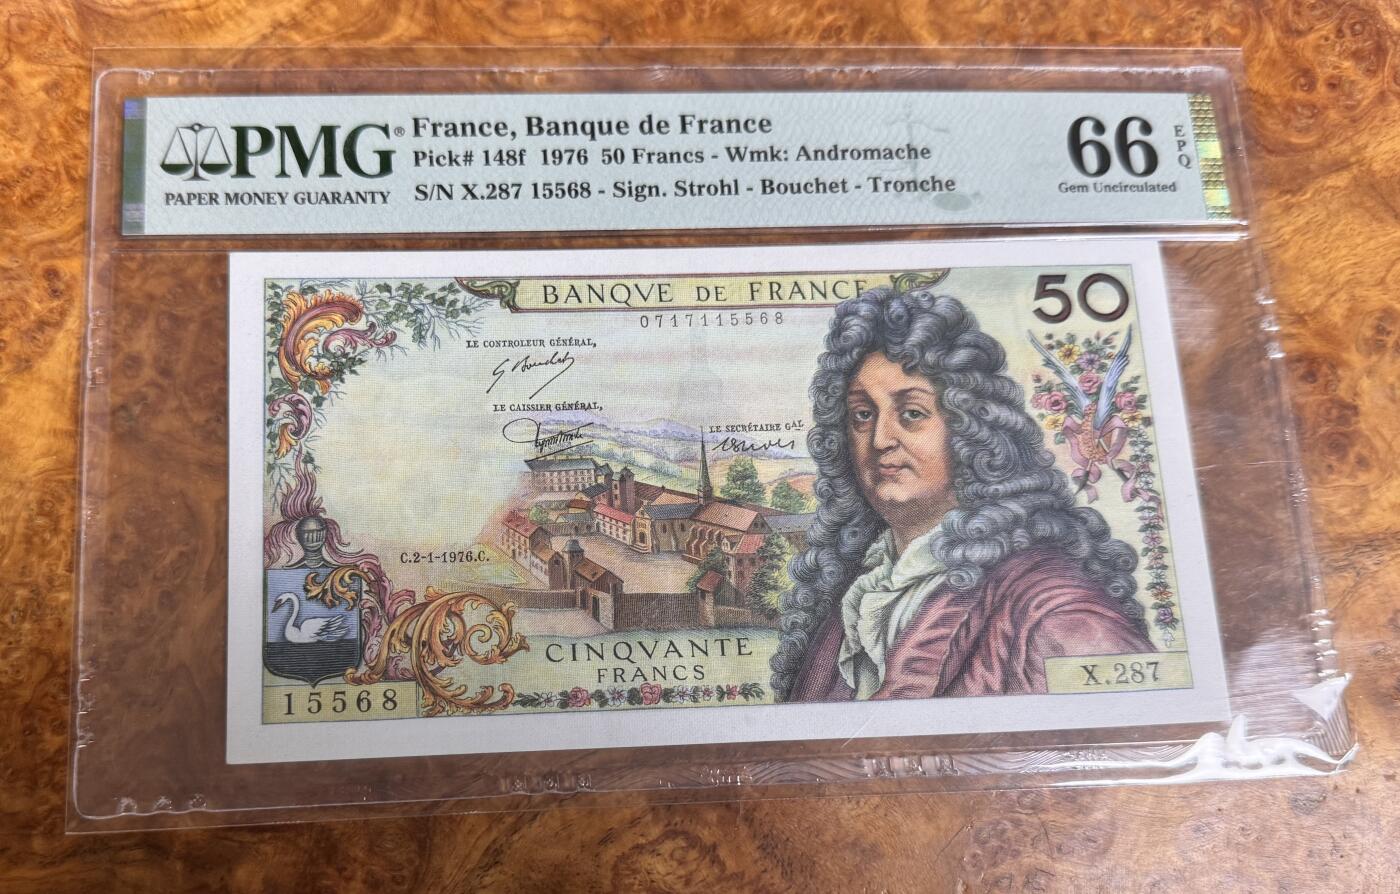 PMG®
PAPER MONEY GUARANTY
France, Banque de France
Pick# 148f 1976 50 Francs - Wmk: Andromache
S/N X.287 15568 - Sign. Strohl - Bouchet - Tronche
66
EPQ
Gem Uncirculated
BANQVE DE FRANCE
50
0717115568
LE CONTROLEUR GÉNÉRAL,
G Bouchet
LE CAISSIER GÉNÉRAL,
LE SECRÉTAIRE GAL
C.2-1-1976.C.
CINQVANTE
FRANCS
15568
X.287